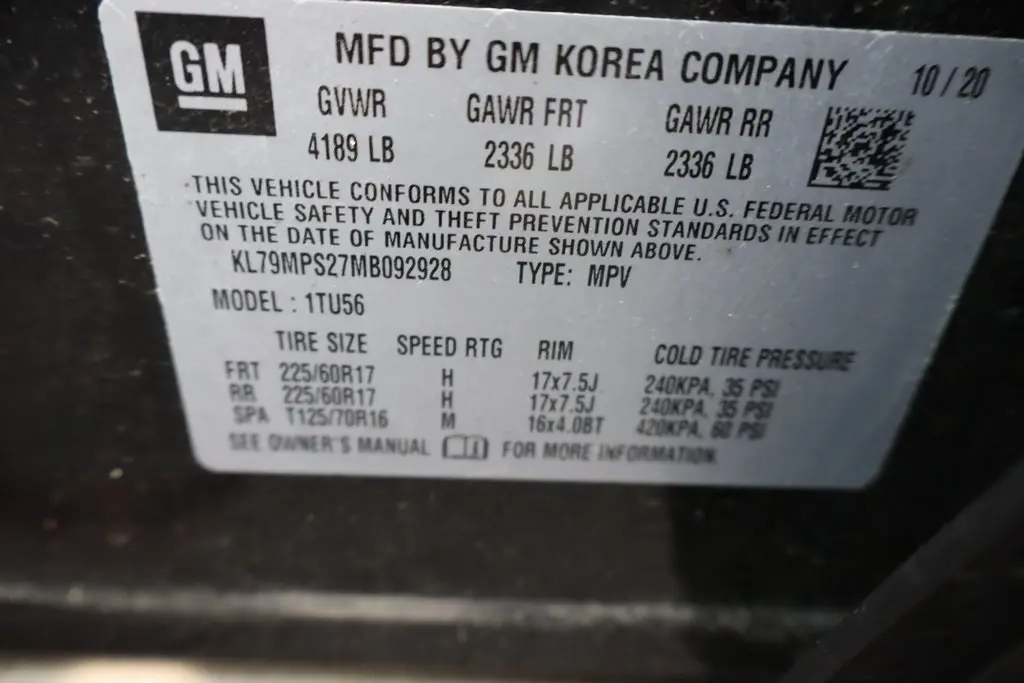 GM
MFD BY GM KOREA COMPANY 10/20
GVWR GAWR FRT GAWR RR
4189 LB 2336 LB 2336 LB
THIS VEHICLE CONFORMS TO ALL APPLICABLE U.S. FEDERAL MOTOR
VEHICLE SAFETY AND THEFT PREVENTION STANDARDS IN EFFECT
ON THE DATE OF MANUFACTURE SHOWN ABOVE.
KL79MPS27MB092928 TYPE: MPV
MODEL : 1TU56
TIRE SIZE SPEED RTG RIM COLD TIRE PRESSURE
FRT 225/60R17 H 17x7.5J 240KPA, 35 PSI
RR 225/60R17 H 17x7.5J 240KPA, 35 PSI
SPA T125/70R16 M 16x4.0BT 420KPA, 60 PSI
SEE OWNER'S MANUAL FOR MORE INFORMATION.